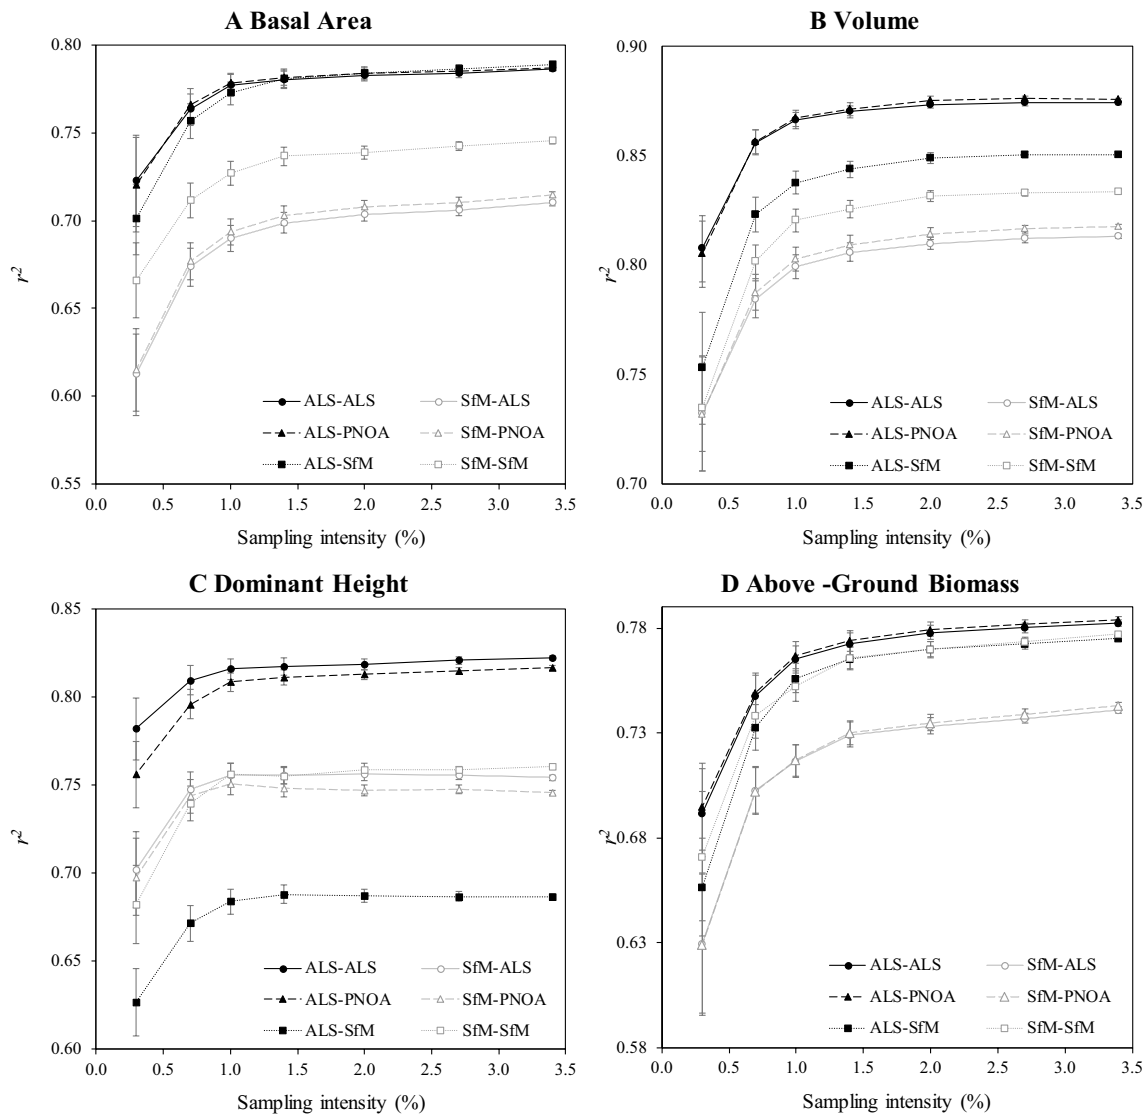 A Basal Area
0.80
0.75
0.70
0.65
0.60
0.55
r²
0.0 0.5 1.0 1.5 2.0 2.5 3.0 3.5
Sampling intensity (%)
ALS-ALS SfM-ALS
ALS-PNOA SfM-PNOA
ALS-SfM SfM-SfM
B Volume
0.90
0.85
0.80
0.75
0.70
r²
0.0 0.5 1.0 1.5 2.0 2.5 3.0 3.5
Sampling intensity (%)
ALS-ALS SfM-ALS
ALS-PNOA SfM-PNOA
ALS-SfM SfM-SfM
C Dominant Height
0.85
0.80
0.75
0.70
0.65
0.60
r²
0.0 0.5 1.0 1.5 2.0 2.5 3.0 3.5
Sampling intensity (%)
ALS-ALS SfM-ALS
ALS-PNOA SfM-PNOA
ALS-SfM SfM-SfM
D Above -Ground Biomass
0.78
0.73
0.68
0.63
0.58
r²
0.0 0.5 1.0 1.5 2.0 2.5 3.0 3.5
Sampling intensity (%)
ALS-ALS SfM-ALS
ALS-PNOA SfM-PNOA
ALS-SfM SfM-SfM